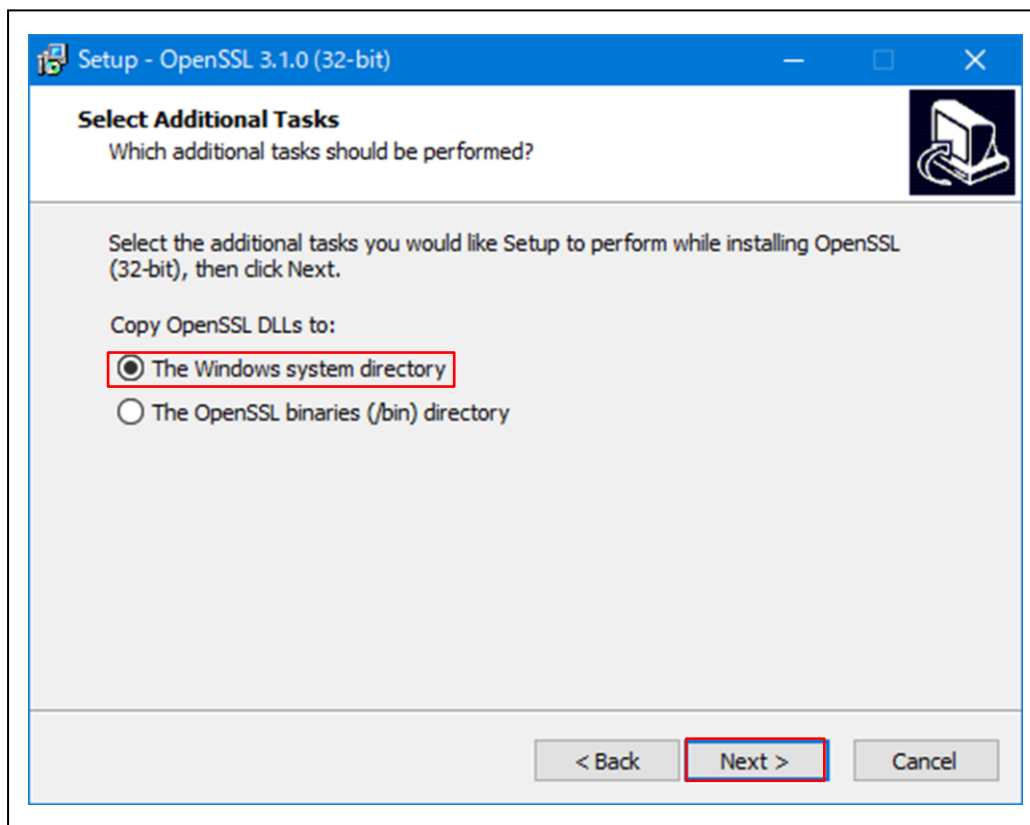 Setup - OpenSSL 3.1.0 (32-bit)
Select Additional Tasks
Which additional tasks should be performed?
Select the additional tasks you would like Setup to perform while installing OpenSSL
(32-bit), then click Next.
Copy OpenSSL DLLs to:
The Windows system directory
The OpenSSL binaries (/bin) directory
< Back
Next >
Cancel